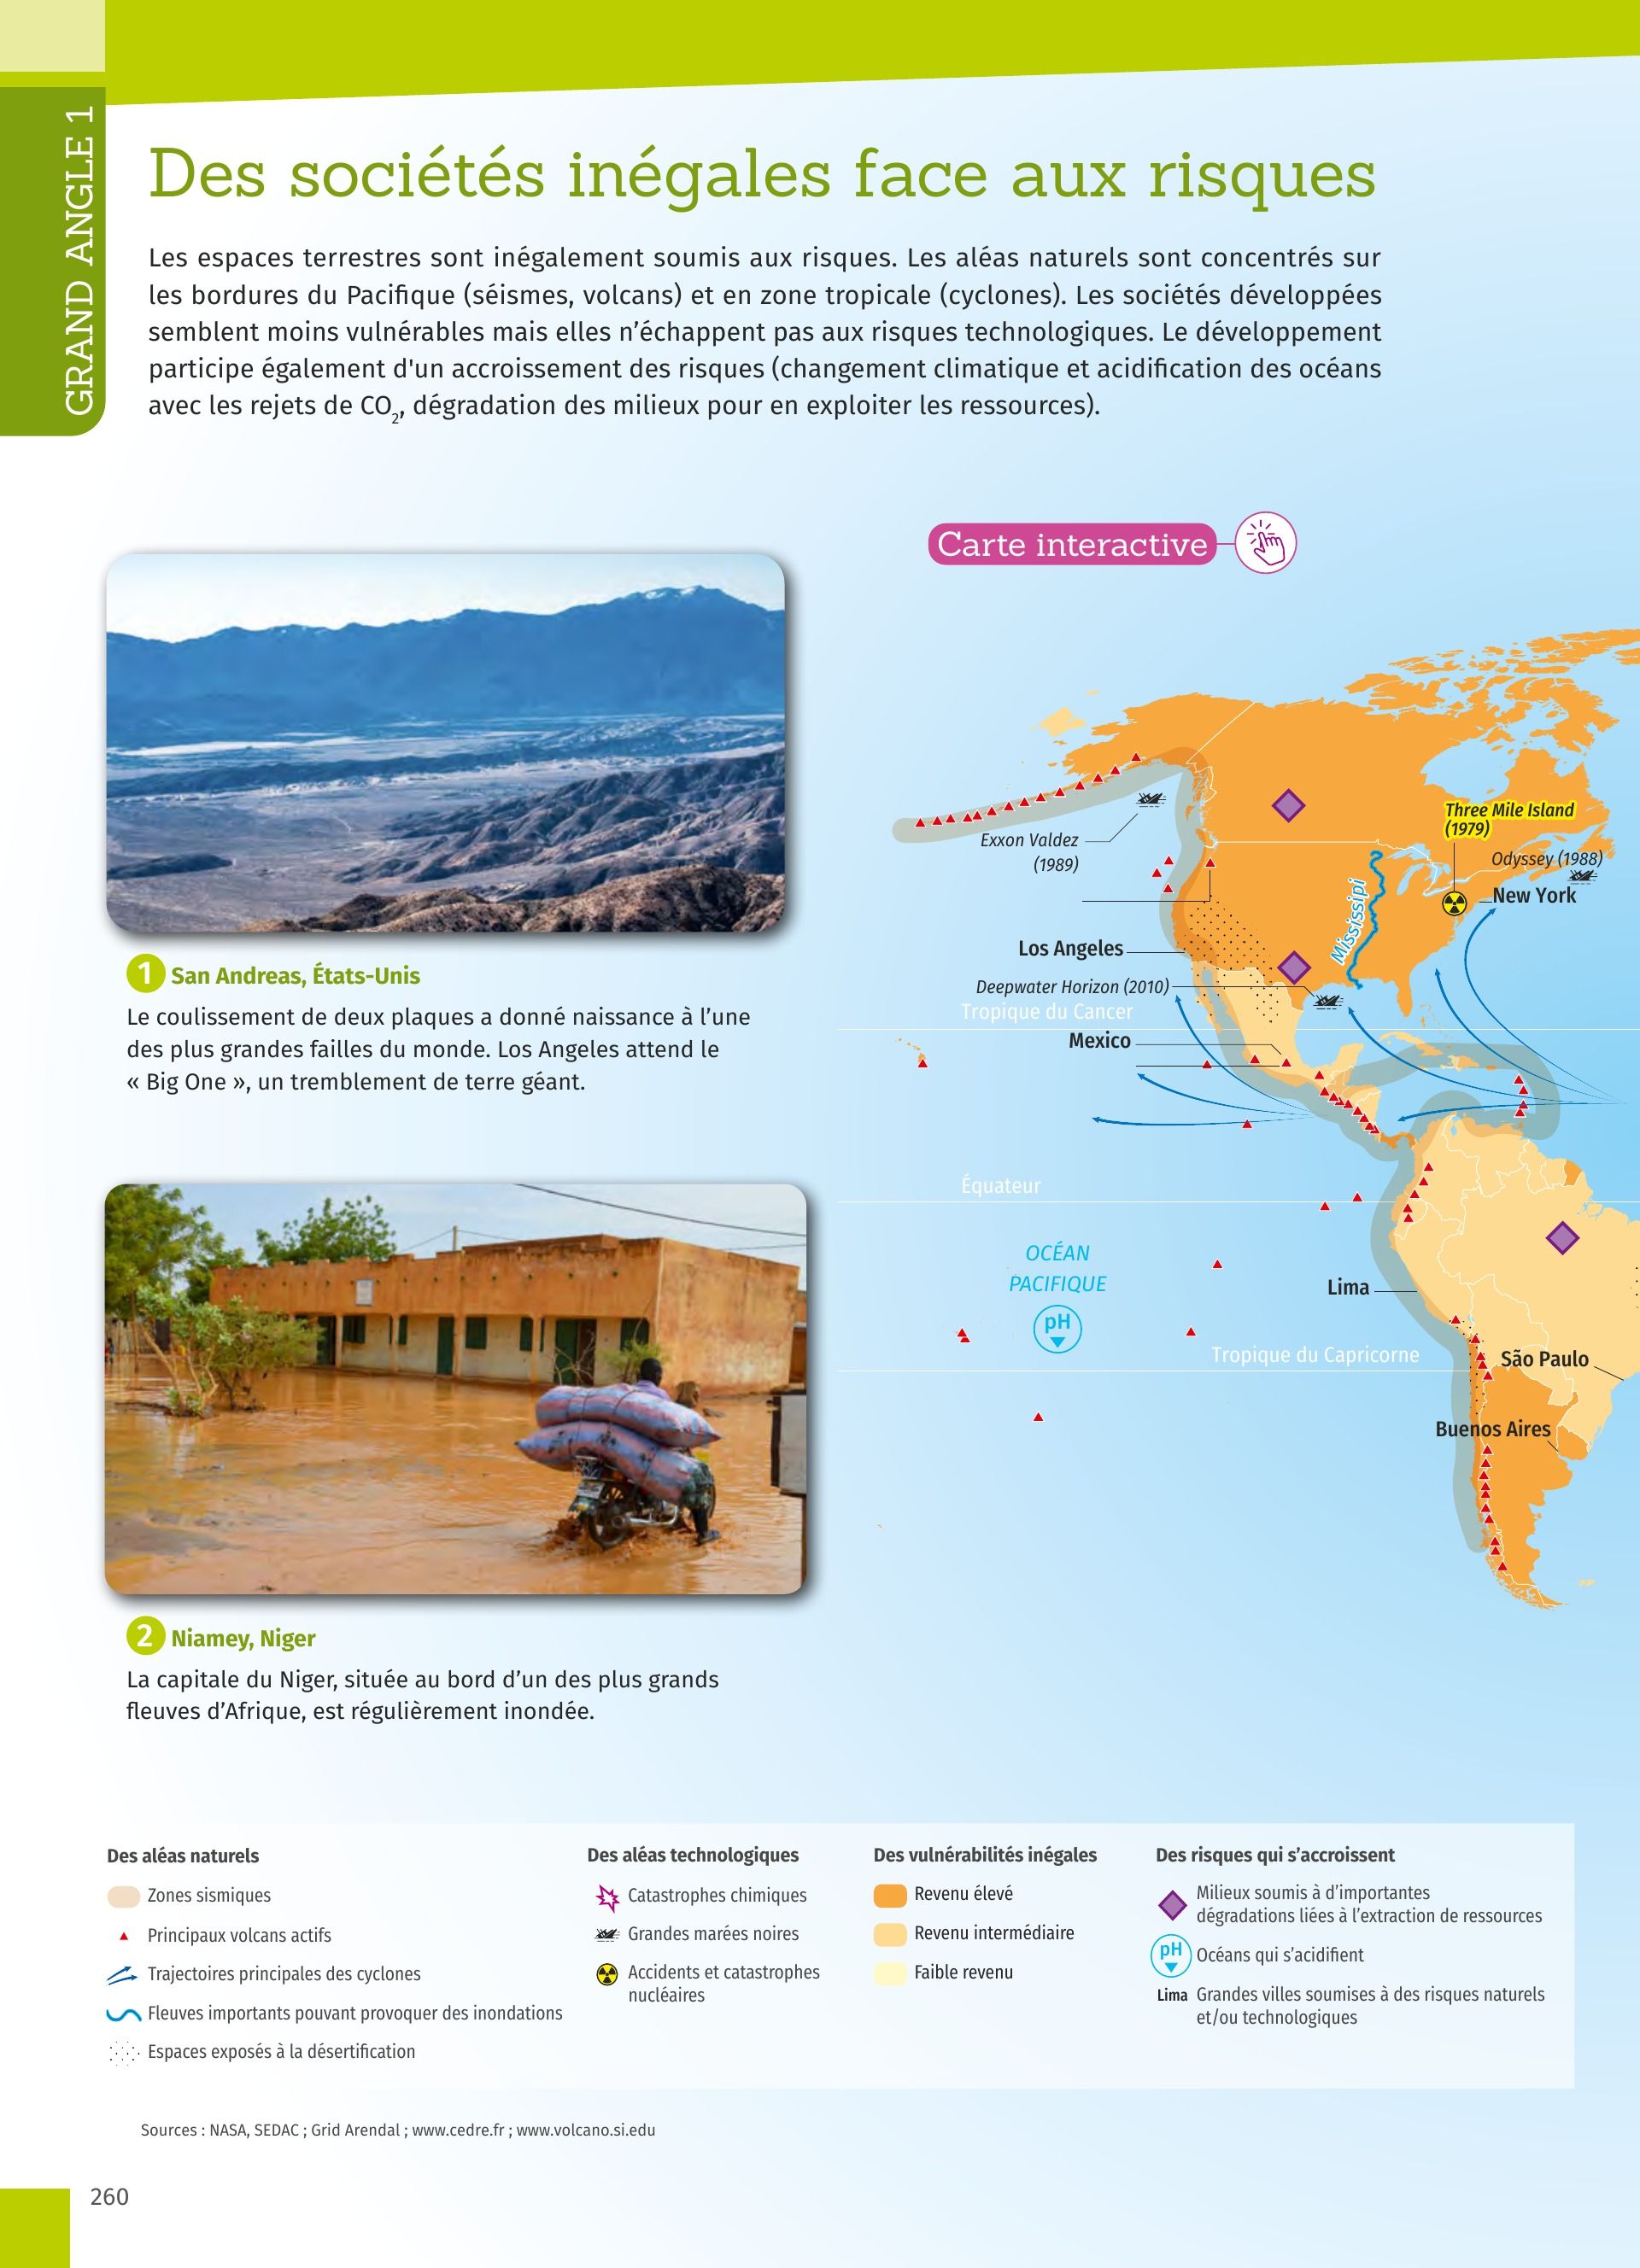 GRAND ANGLE 1
Des sociétés inégales face aux risques
Les espaces terrestres sont inégalement soumis aux risques. Les aléas naturels sont concentrés sur
les bordures du Pacifique (séismes, volcans) et en zone tropicale (cyclones). Les sociétés développées
semblent moins vulnérables mais elles n’échappent pas aux risques technologiques. Le développement
participe également d'un accroissement des risques (changement climatique et acidification des océans
avec les rejets de CO₂, dégradation des milieux pour en exploiter les ressources).
Carte interactive
1 San Andreas, États-Unis
Le coulissement de deux plaques a donné naissance à l’une
des plus grandes failles du monde. Los Angeles attend le
« Big One », un tremblement de terre géant.
2 Niamey, Niger
La capitale du Niger, située au bord d’un des plus grands
fleuves d’Afrique, est régulièrement inondée.
Three Mile Island
(1979)
Exxon Valdez
(1989)
Odyssey (1988)
New York
Mississipi
Los Angeles
Deepwater Horizon (2010)
Tropique du Cancer
Mexico
Équateur
OCÉAN
PACIFIQUE
pH
Lima
Tropique du Capricorne
São Paulo
Buenos Aires
Des aléas naturels
Zones sismiques
Principaux volcans actifs
Trajectoires principales des cyclones
Fleuves importants pouvant provoquer des inondations
Espaces exposés à la désertification
Des aléas technologiques
Catastrophes chimiques
Grandes marées noires
Accidents et catastrophes
nucléaires
Des vulnérabilités inégales
Revenu élevé
Revenu intermédiaire
Faible revenu
Des risques qui s’accroissent
Milieux soumis à d’importantes
dégradations liées à l’extraction de ressources
pH Océans qui s’acidifient
Lima Grandes villes soumises à des risques naturels
et/ou technologiques
Sources : NASA, SEDAC ; Grid Arendal ; www.cedre.fr ; www.volcano.si.edu
260